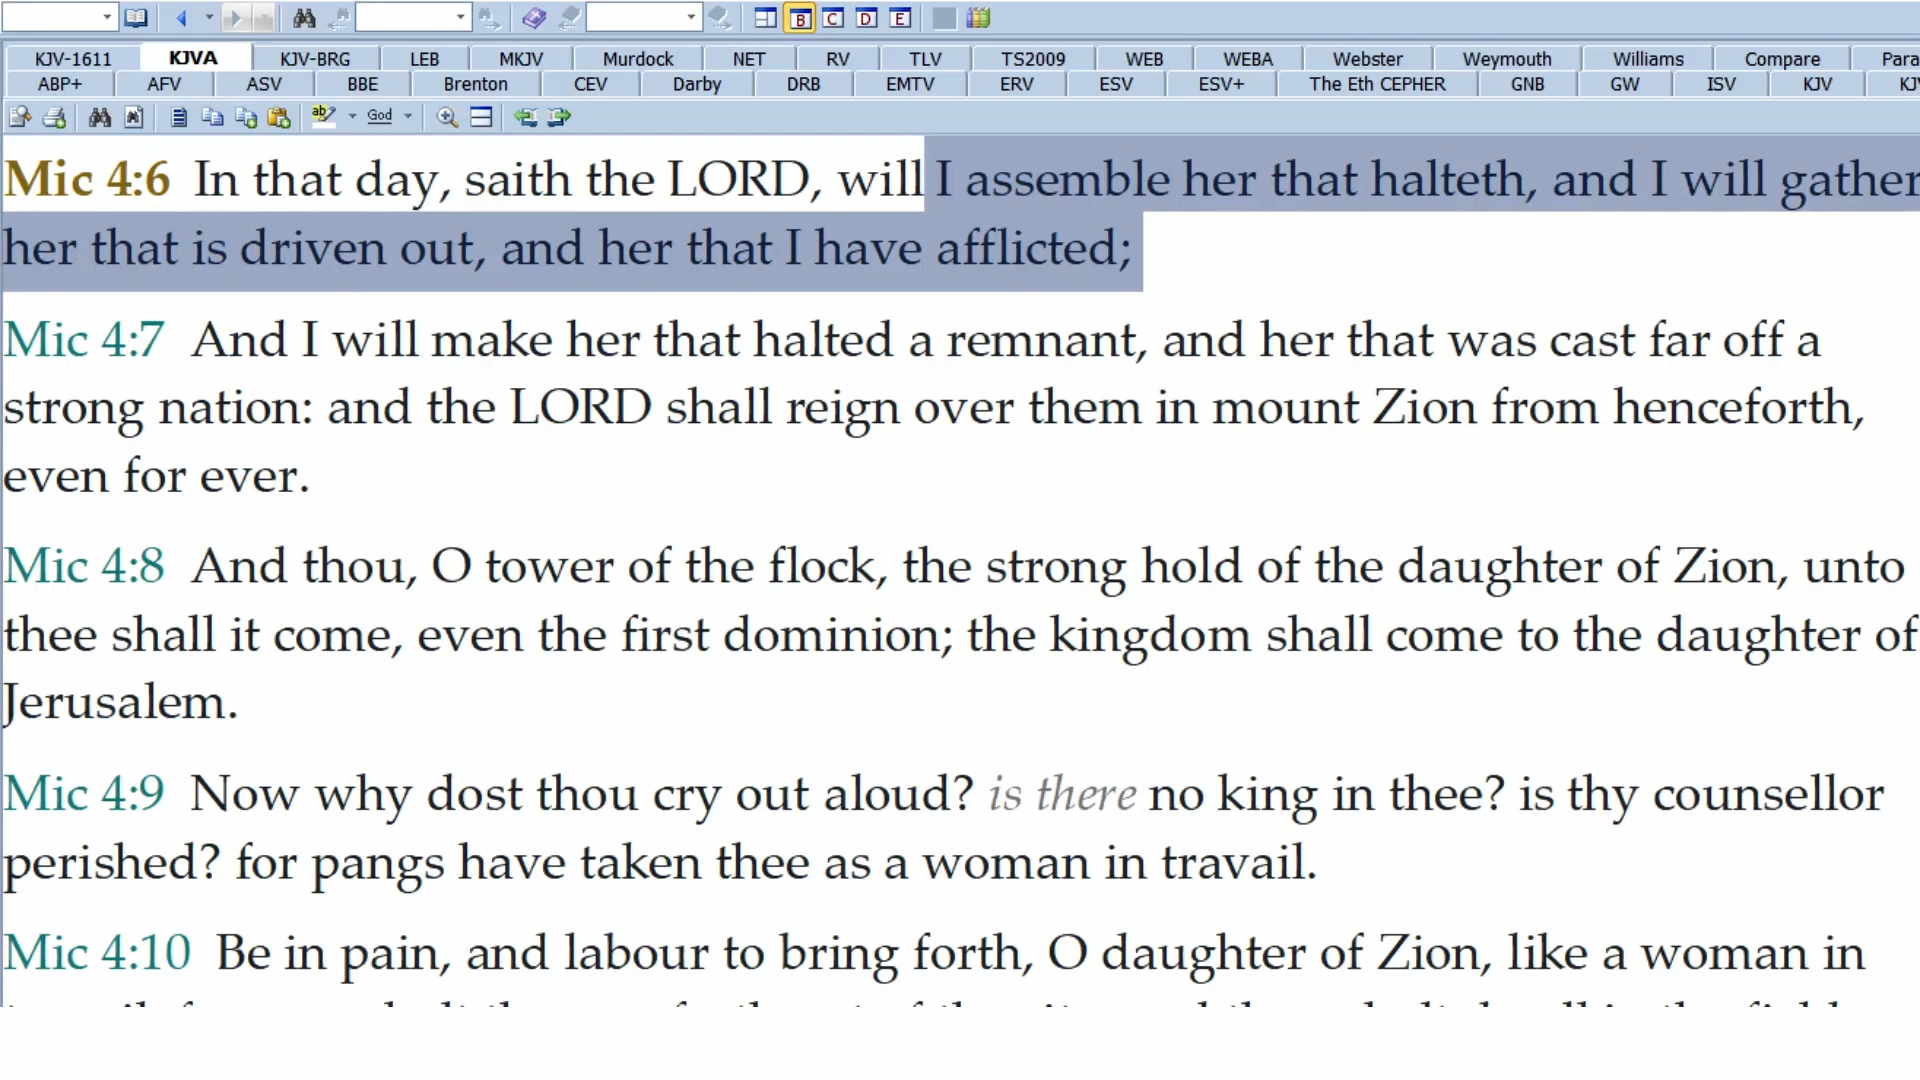 B C D E
KJV-1611 KJVA KJV-BRG LEB MKJV Murdock NET RV TLV TS2009 WEB WEBA Webster Weymouth Williams Compare Para
ABP+ AFV ASV BBE Brenton CEV Darby DRB EMTV ERV ESV ESV+ The Eth CEPHER GNB GW ISV KJV KJ
ab God
Mic 4:6 In that day, saith the LORD, will I assemble her that halteth, and I will gather
her that is driven out, and her that I have afflicted;
Mic 4:7 And I will make her that halted a remnant, and her that was cast far off a
strong nation: and the LORD shall reign over them in mount Zion from henceforth,
even for ever.
Mic 4:8 And thou, O tower of the flock, the strong hold of the daughter of Zion, unto
thee shall it come, even the first dominion; the kingdom shall come to the daughter of
Jerusalem.
Mic 4:9 Now why dost thou cry out aloud? is there no king in thee? is thy counsellor
perished? for pangs have taken thee as a woman in travail.
Mic 4:10 Be in pain, and labour to bring forth, O daughter of Zion, like a woman in